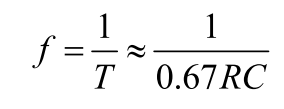 f = 1/T ≈ 1/0.67RC